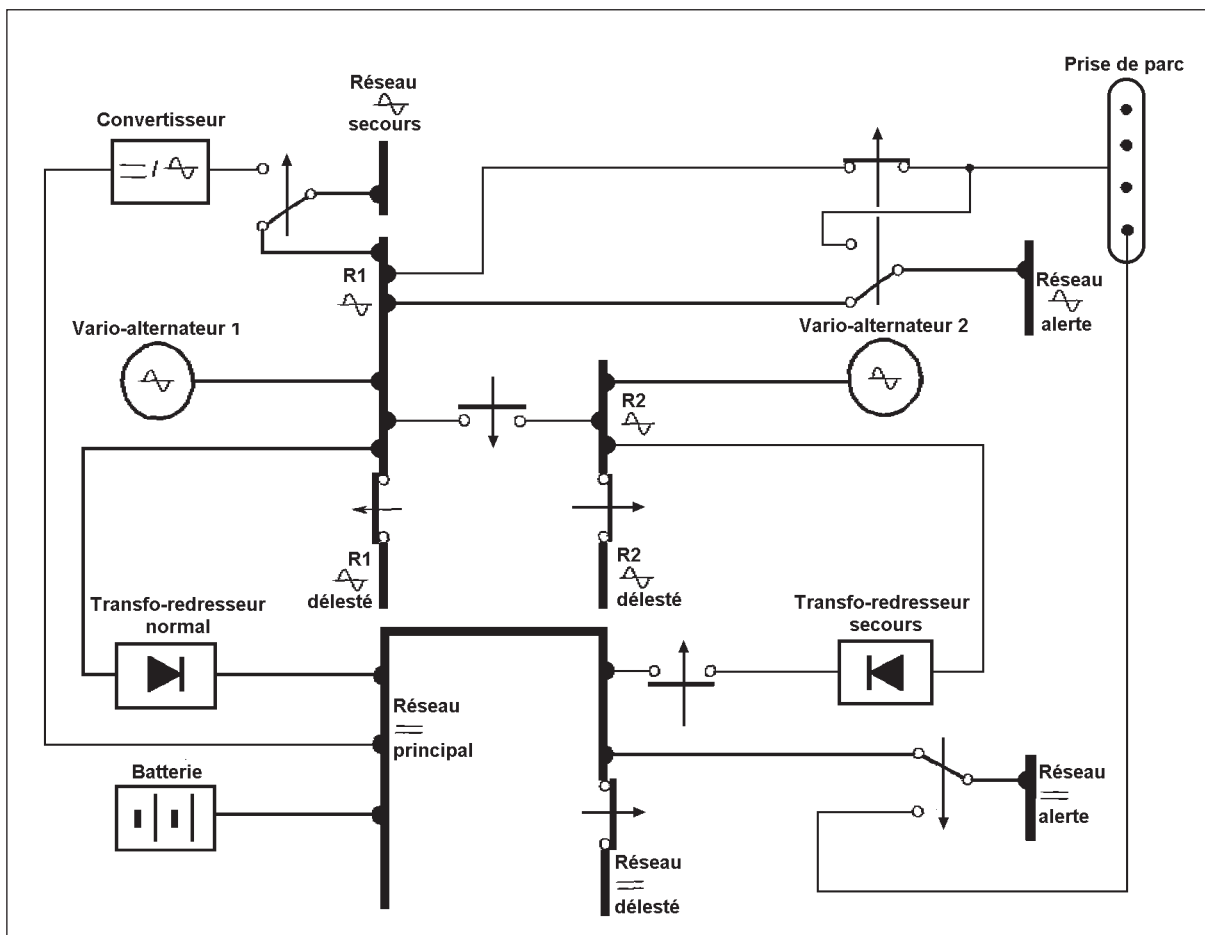 Prise de parc
Réseau
secours
Convertisseur
R1
Réseau
alerte
Vario-alternateur 1
Vario-alternateur 2
R2
R1
délesté
R2
délesté
Transfo-redresseur
normal
Transfo-redresseur
secours
Réseau
principal
Batterie
Réseau
alerte
Réseau
délesté